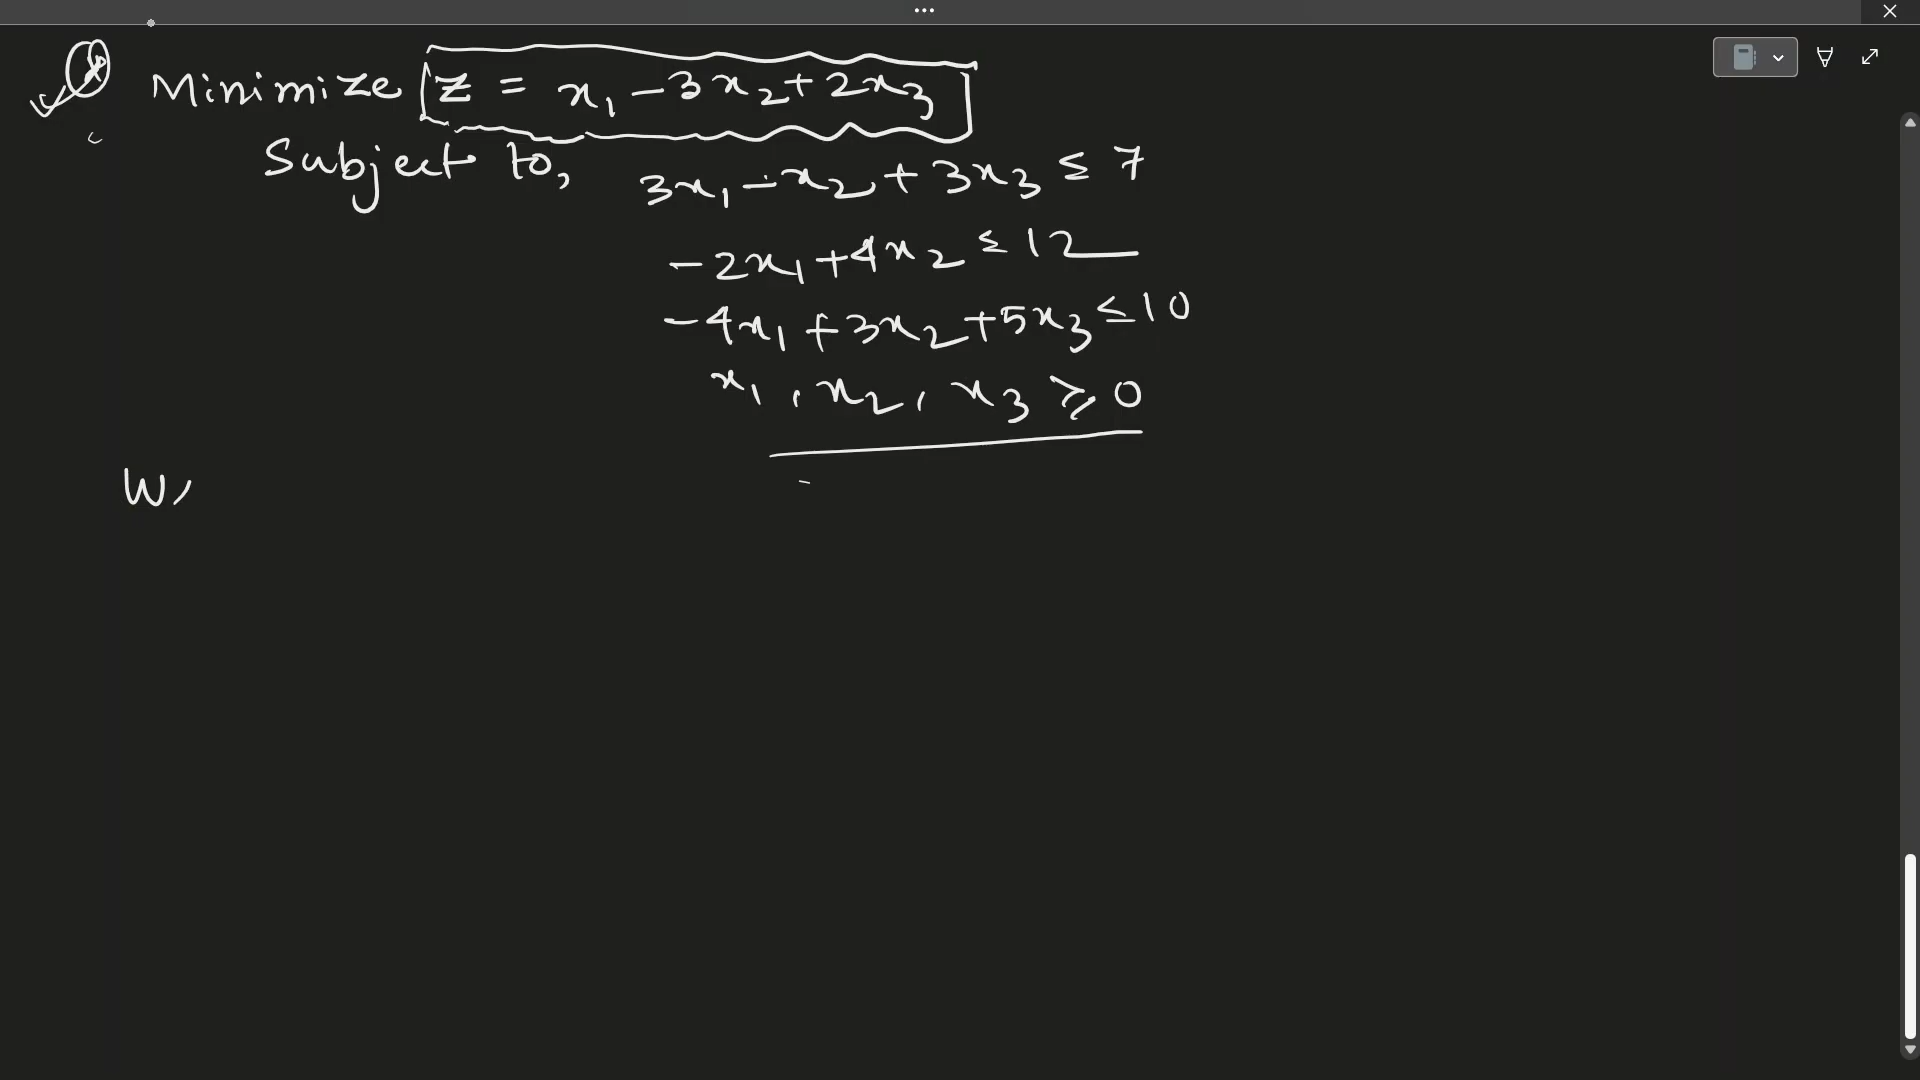 Minimize z = x₁ - 3x₂ + 2x₃
Subject to, 3x₁ - x₂ + 3x₃ ≤ 7
-2x₁ + 4x₂ ≤ 12
-4x₁ + 3x₂ + 5x₃ ≤ 10
x₁, x₂, x₃ ≥ 0
W,